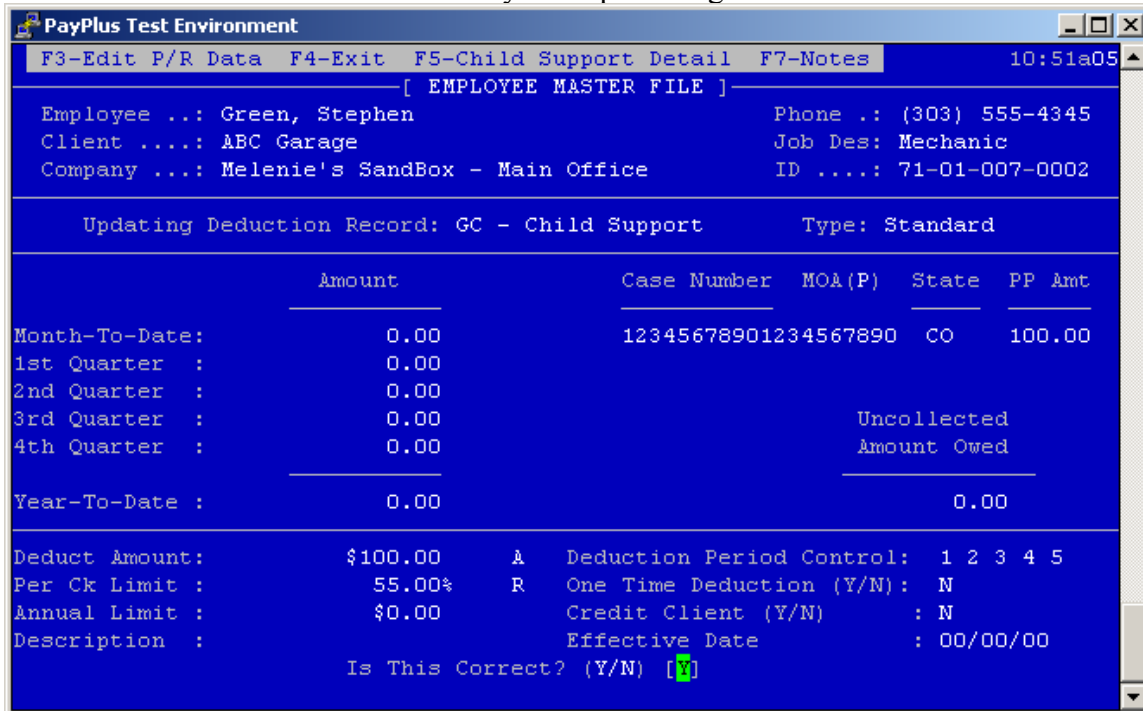 PayPlus Test Environment
F3-Edit P/R Data F4-Exit F5-Child Support Detail F7-Notes 10:51a05
[ EMPLOYEE MASTER FILE ]
Employee ..: Green, Stephen Phone .: (303) 555-4345
Client ....: ABC Garage Job Des: Mechanic
Company ...: Melenie's SandBox - Main Office ID ....: 71-01-007-0002
Updating Deduction Record: GC - Child Support Type: Standard
Amount Case Number MOA(P) State PP Amt
Month-To-Date: 0.00 12345678901234567890 CO 100.00
1st Quarter : 0.00
2nd Quarter : 0.00
3rd Quarter : 0.00 Uncollected
4th Quarter : 0.00 Amount Owed
Year-To-Date : 0.00 0.00
Deduct Amount: $100.00 A Deduction Period Control: 1 2 3 4 5
Per Ck Limit : 55.00% R One Time Deduction (Y/N): N
Annual Limit : $0.00 Credit Client (Y/N) : N
Description : Effective Date : 00/00/00
Is This Correct? (Y/N) [Y]